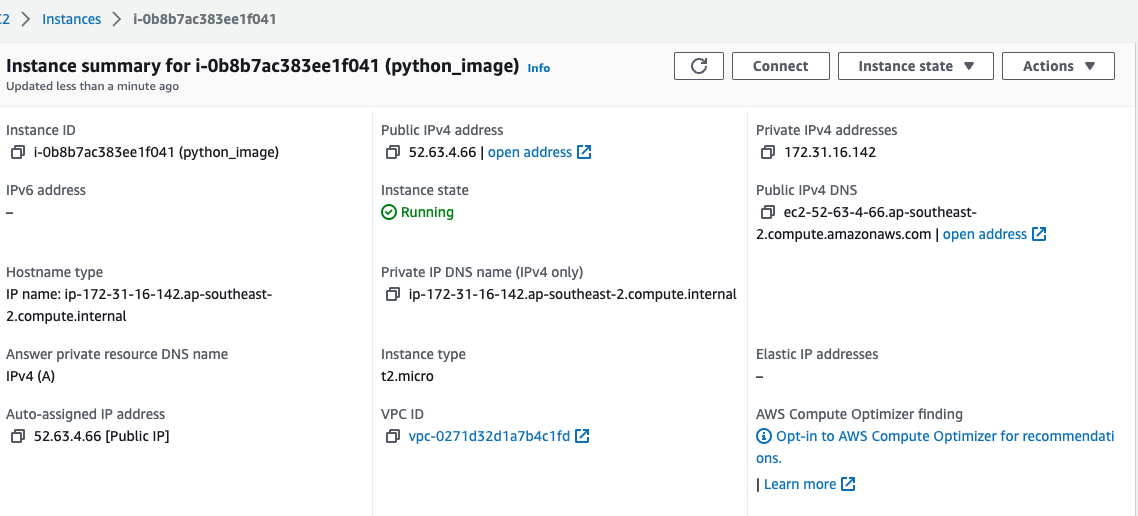 C2 > Instances > i-0b8b7ac383ee1f041
Instance summary for i-0b8b7ac383ee1f041 (python_image) Info
Updated less than a minute ago
Connect
Instance state
Actions
Instance ID
i-0b8b7ac383ee1f041 (python_image)
Public IPv4 address
52.63.4.66 | open address
Private IPv4 addresses
172.31.16.142
IPv6 address
–
Instance state
Running
Public IPv4 DNS
ec2-52-63-4-66.ap-southeast-
2.compute.amazonaws.com | open address
Hostname type
IP name: ip-172-31-16-142.ap-southeast-
2.compute.internal
Private IP DNS name (IPv4 only)
ip-172-31-16-142.ap-southeast-2.compute.internal
Answer private resource DNS name
IPv4 (A)
Instance type
t2.micro
Elastic IP addresses
–
Auto-assigned IP address
52.63.4.66 [Public IP]
VPC ID
vpc-0271d32d1a7b4c1fd
AWS Compute Optimizer finding
Opt-in to AWS Compute Optimizer for recommendati
ons.
| Learn more